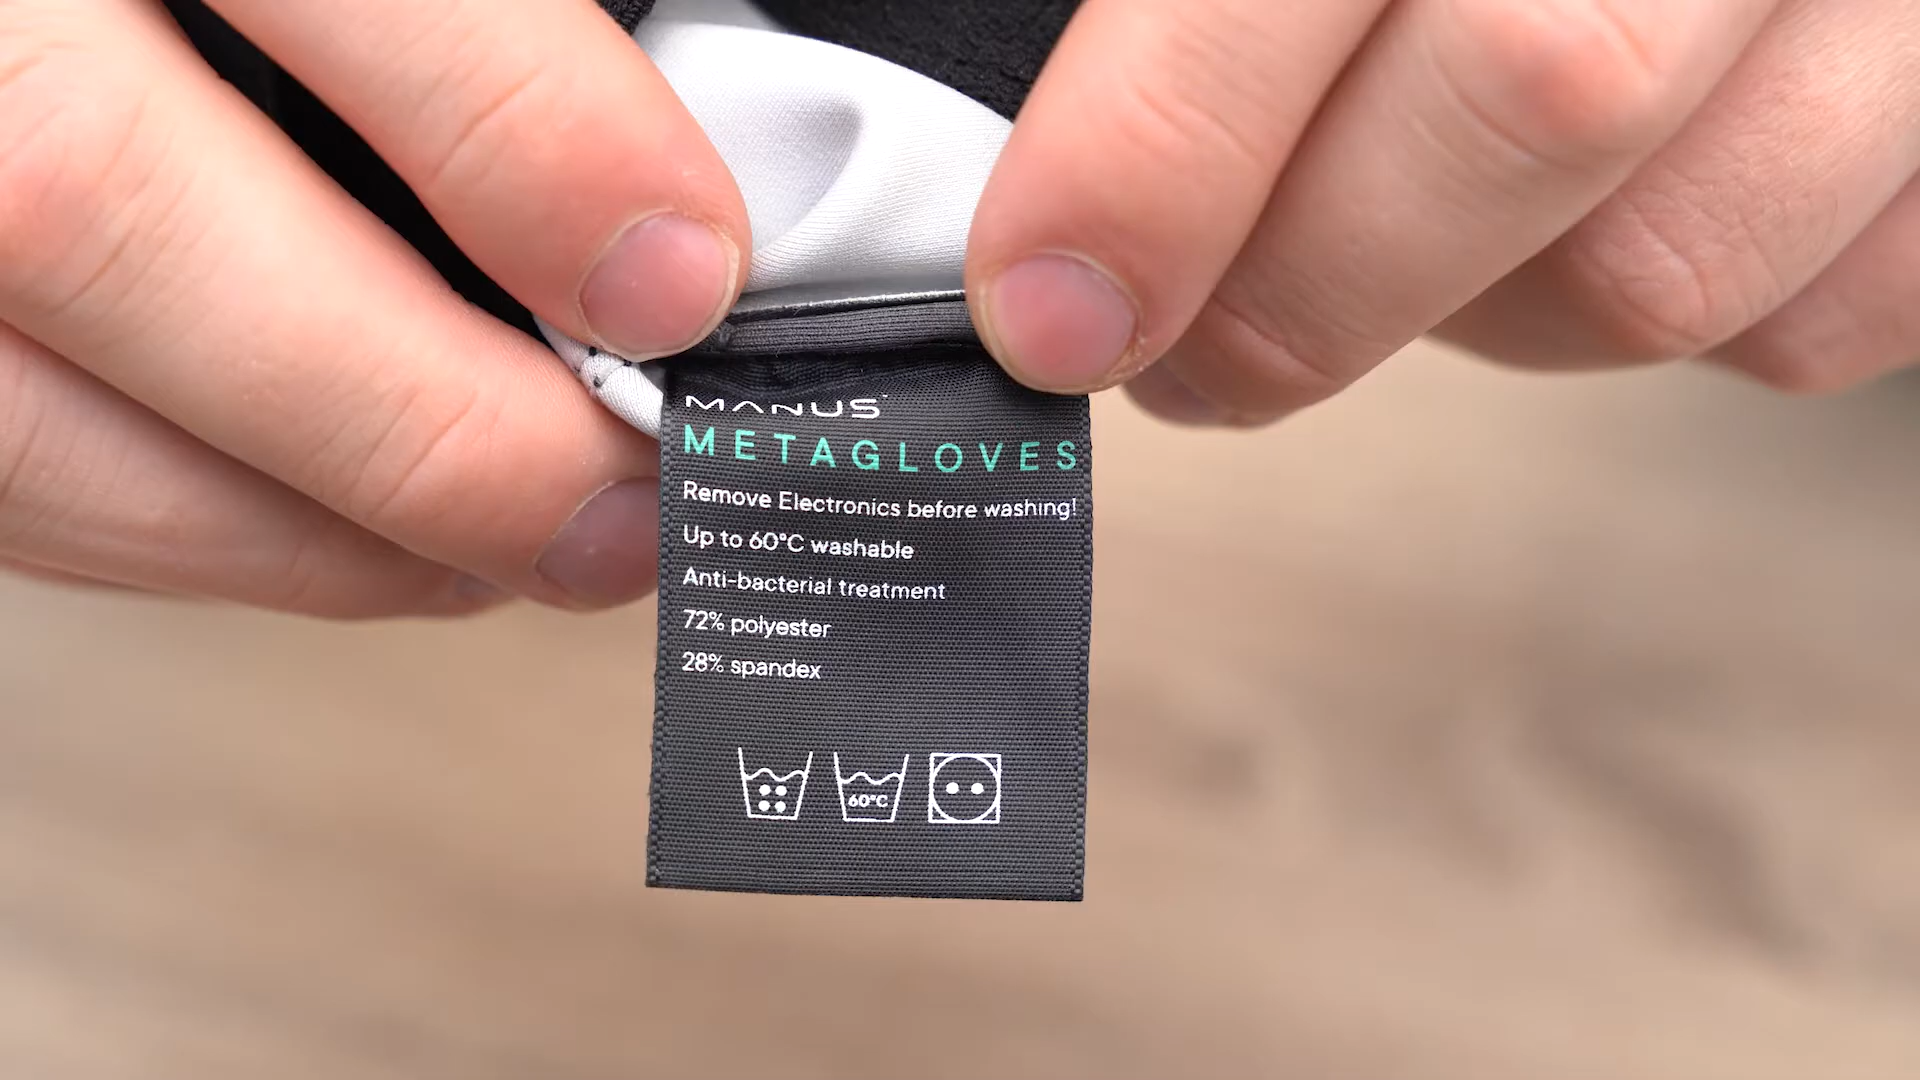 MANUS
METAGLOVES
Remove Electronics before washing!
Up to 60°C washable
Anti-bacterial treatment
72% polyester
28% spandex
60°C